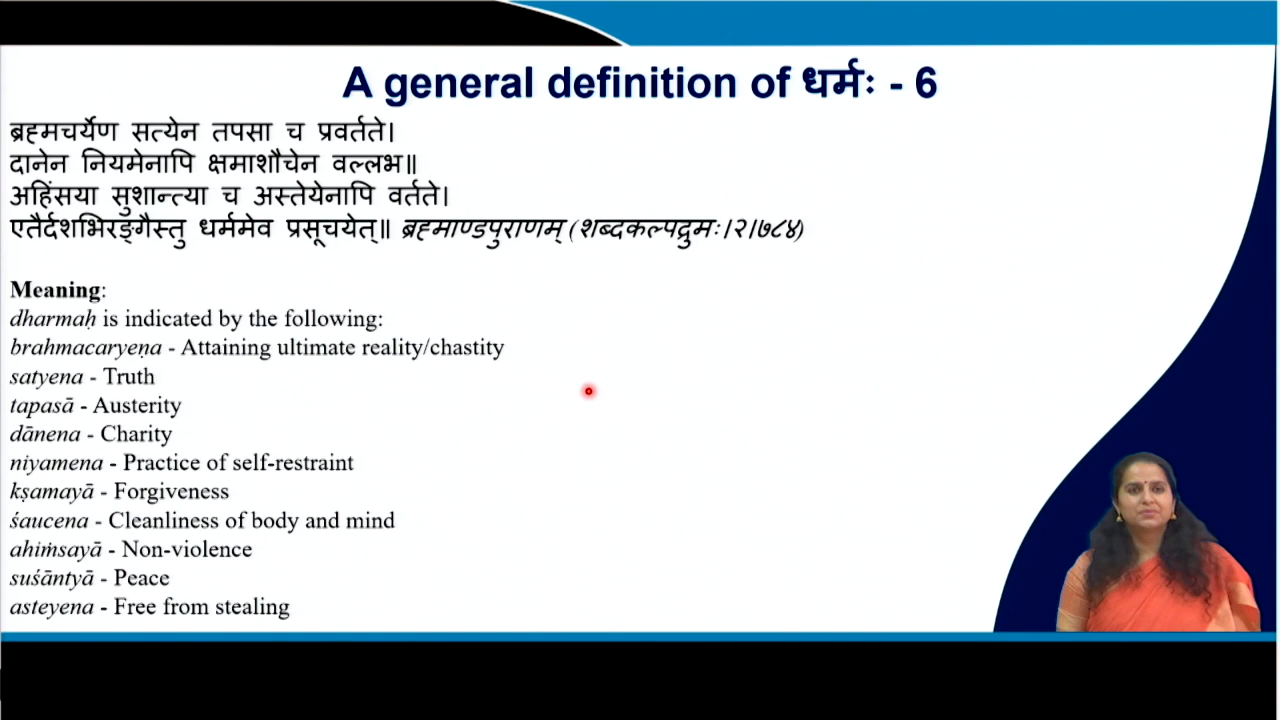 A general definition of धर्मः - 6
ब्रह्मचर्येण सत्येन तपसा च प्रवर्तते।
दानेन नियमेनापि क्षमाशौचेन वल्लभ॥
अहिंसया सुशान्त्या च अस्तेयेनापि वर्तते।
एतैर्दशभिरङ्गैस्तु धर्ममेव प्रसूचयेत्॥ ब्रह्माण्डपुराणम् (शब्दकल्पद्रुमः।२।७८४)
Meaning:
dharmaḥ is indicated by the following:
brahmacaryeṇa - Attaining ultimate reality/chastity
satyena - Truth
tapasā - Austerity
dānena - Charity
niyamena - Practice of self-restraint
kṣamayā - Forgiveness
śaucena - Cleanliness of body and mind
ahiṁsayā - Non-violence
suśāntyā - Peace
asteyena - Free from stealing